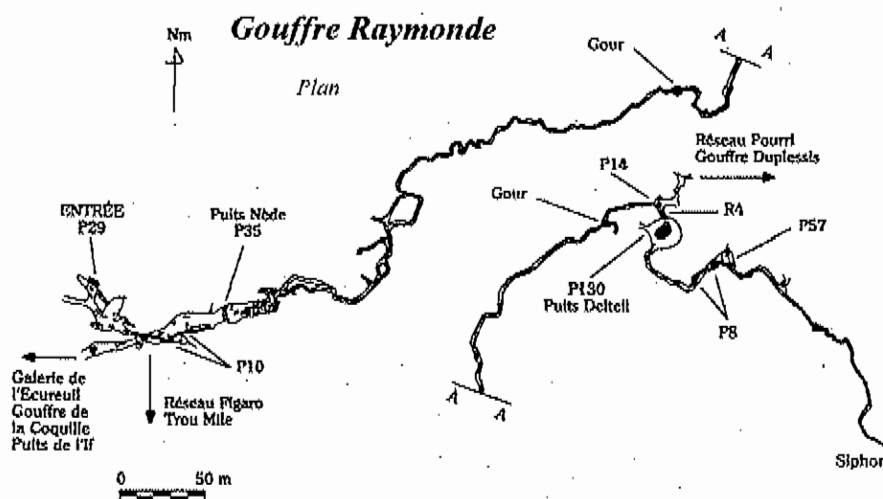 Gouffre Raymonde
Nm
Plan
Gour
A
A
Réseau Pourri
Gouffre Duplessis
P14
Gour
R4
ENTRÉE
P29
Puits Nède
P35
P57
P130
Puits Delteil
P8
P10
Galerie de
l'Ecureuil
Gouffre de
la Coquille
Puits de l'If
Réseau Figaro
Trou Mile
A
A
Siphon
0 50 m